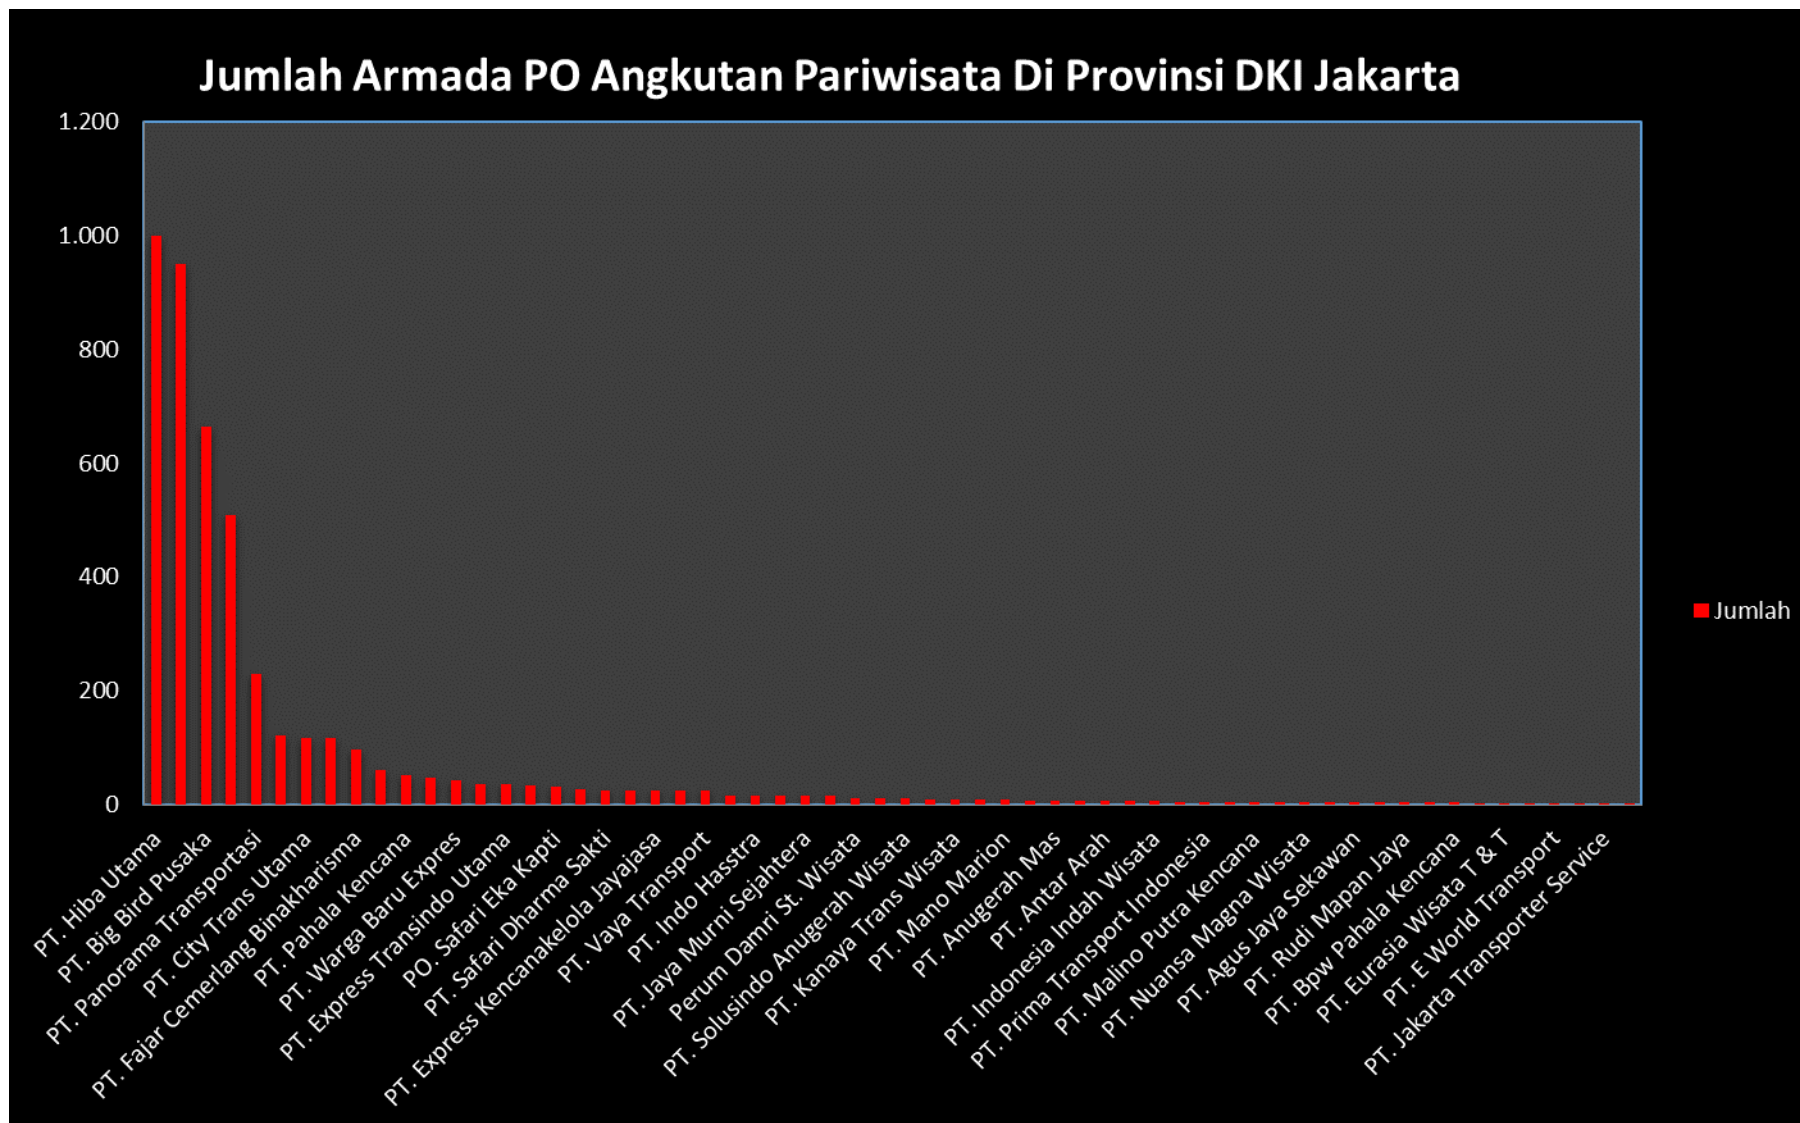 Jumlah Armada PO Angkutan Pariwisata Di Provinsi DKI Jakarta
1.200
1.000
800
600
400
200
0
PT. Hiba Utama
PT. Big Bird Pusaka
PT. Panorama Transportasi
PT. City Trans Utama
PT. Fajar Cemerlang Binakharisma
PT. Pahala Kencana
PT. Warga Baru Expres
PT. Express Transindo Utama
PO. Safari Eka Kapti
PT. Safari Dharma Sakti
PT. Express Kencanakelola Jayajasa
PT. Vaya Transport
PT. Indo Hasstra
PT. Jaya Murni Sejahtera
Perum Damri St. Wisata
PT. Solusindo Anugerah Wisata
PT. Kanaya Trans Wisata
PT. Mano Marion
PT. Anugerah Mas
PT. Antar Arah
PT. Indonesia Indah Wisata
PT. Prima Transport Indonesia
PT. Malino Putra Kencana
PT. Nuansa Magna Wisata
PT. Agus Jaya Sekawan
PT. Rudi Mapan Jaya
PT. Bpw Pahala Kencana
PT. Eurasia Wisata T & T
PT. E World Transport
PT. Jakarta Transporter Service
Jumlah